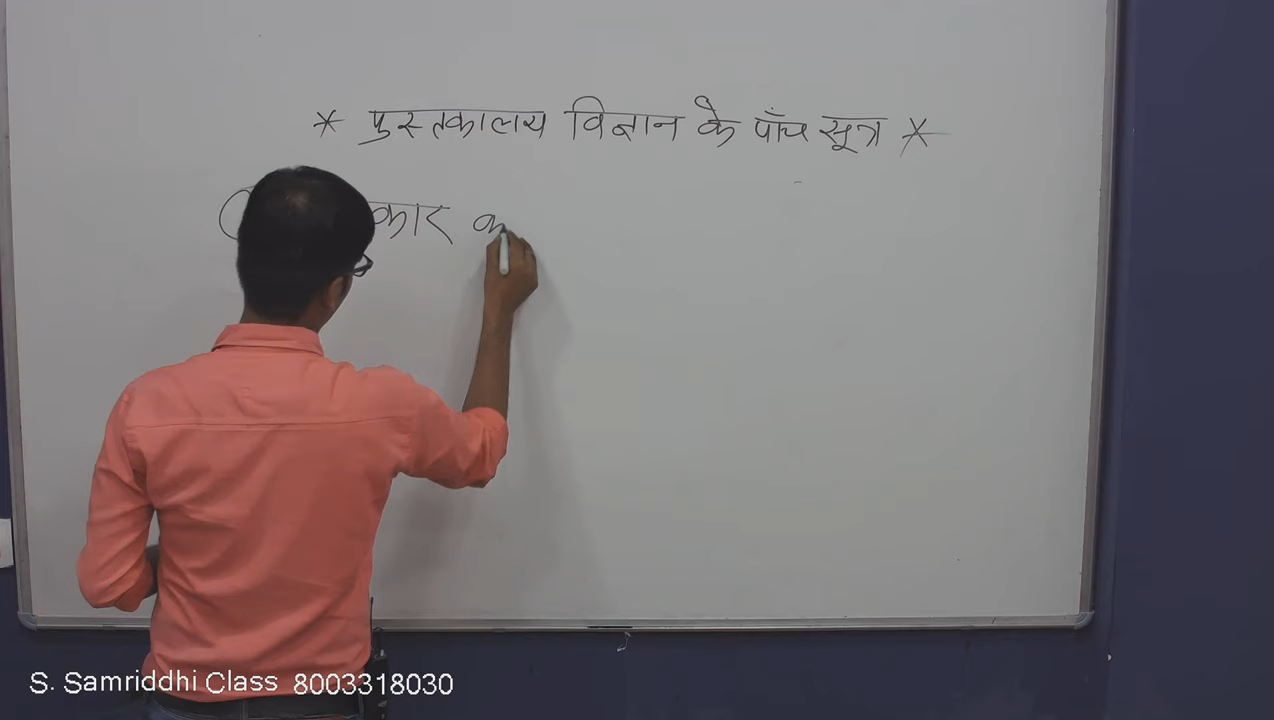 * पुस्तकालय विज्ञान के पाँच सूत्र *
कार
S. Samriddhi Class 8003318030